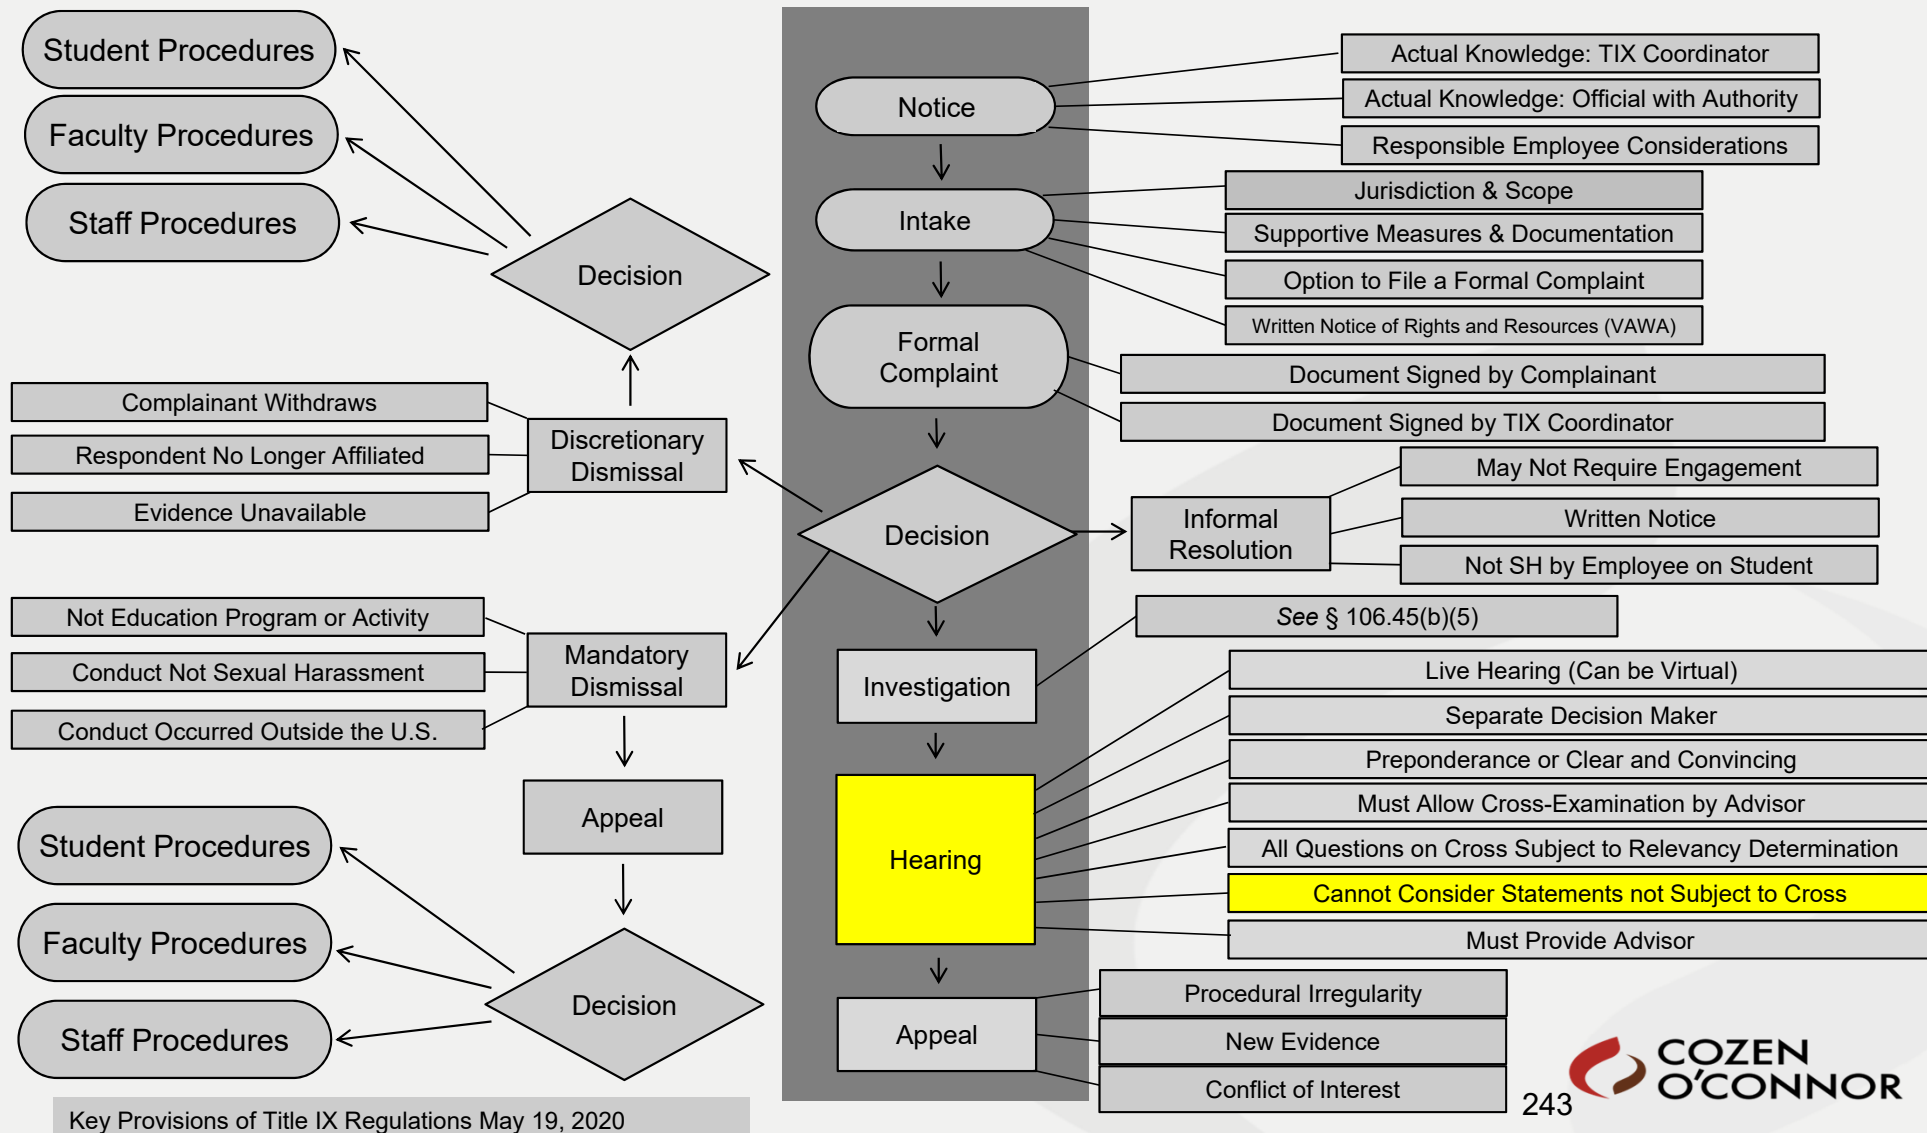 Student Procedures
Faculty Procedures
Staff Procedures
Decision
Complainant Withdraws
Respondent No Longer Affiliated
Evidence Unavailable
Discretionary
Dismissal
Not Education Program or Activity
Conduct Not Sexual Harassment
Conduct Occurred Outside the U.S.
Mandatory
Dismissal
Appeal
Student Procedures
Faculty Procedures
Staff Procedures
Decision
Key Provisions of Title IX Regulations May 19, 2020
Notice
Actual Knowledge: TIX Coordinator
Actual Knowledge: Official with Authority
Responsible Employee Considerations
Intake
Jurisdiction & Scope
Supportive Measures & Documentation
Option to File a Formal Complaint
Written Notice of Rights and Resources (VAWA)
Formal
Complaint
Document Signed by Complainant
Document Signed by TIX Coordinator
Decision
Informal
Resolution
May Not Require Engagement
Written Notice
Not SH by Employee on Student
Investigation
See § 106.45(b)(5)
Hearing
Live Hearing (Can be Virtual)
Separate Decision Maker
Preponderance or Clear and Convincing
Must Allow Cross-Examination by Advisor
All Questions on Cross Subject to Relevancy Determination
Cannot Consider Statements not Subject to Cross
Must Provide Advisor
Appeal
Procedural Irregularity
New Evidence
Conflict of Interest
243
COZEN
O'CONNOR